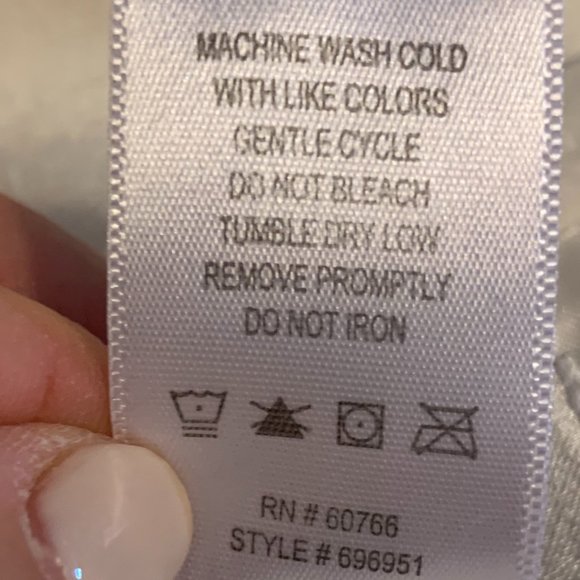 MACHINE WASH COLD
WITH LIKE COLORS
GENTLE CYCLE
DO NOT BLEACH
TUMBLE DRY LOW
REMOVE PROMPTLY
DO NOT IRON
RN # 60766
STYLE # 696951